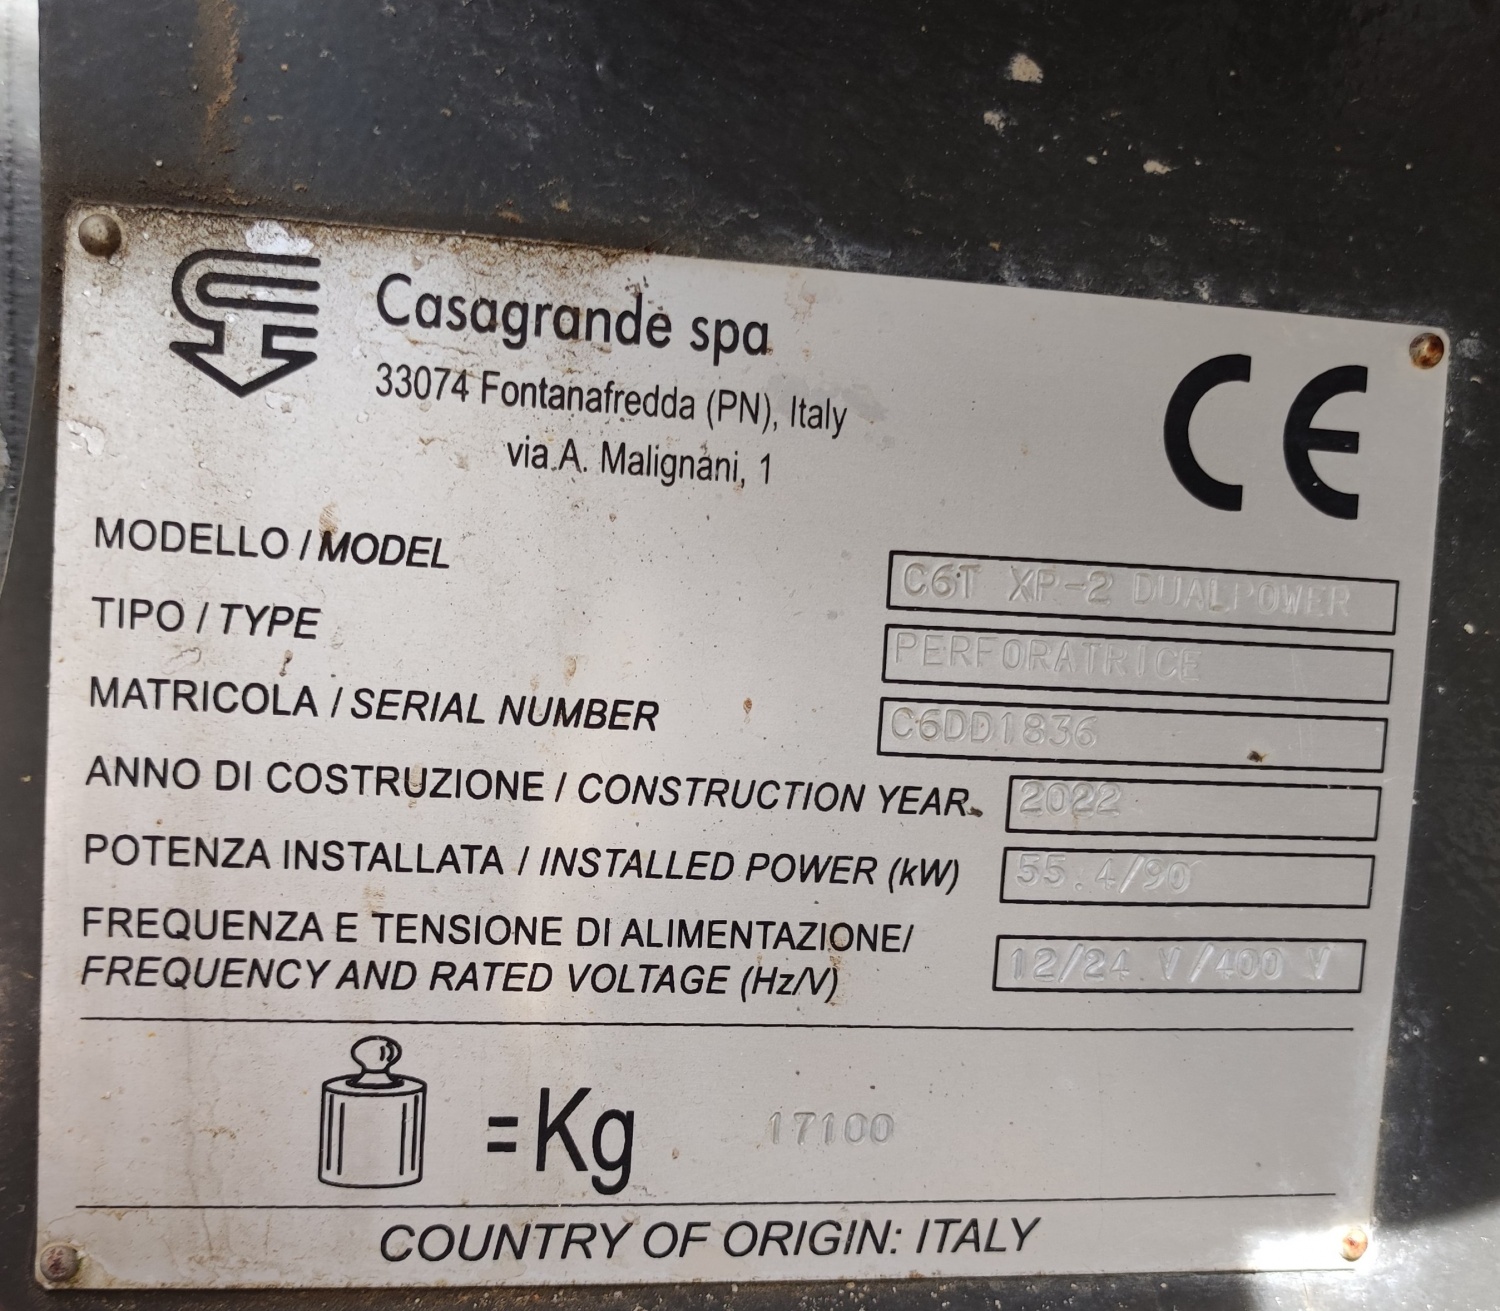 Casagrande spa
33074 Fontanafredda (PN), Italy
via A. Malignani, 1
CE
MODELLO / MODEL C6T XP-2 DUALPOWER
TIPO / TYPE PERFORATRICE
MATRICOLA / SERIAL NUMBER C6DD1836
ANNO DI COSTRUZIONE / CONSTRUCTION YEAR 2022
POTENZA INSTALLATA / INSTALLED POWER (kW) 55.4/90
FREQUENZA E TENSIONE DI ALIMENTAZIONE/
FREQUENCY AND RATED VOLTAGE (Hz/V) 12/24 V/400 V
=Kg 17100
COUNTRY OF ORIGIN: ITALY